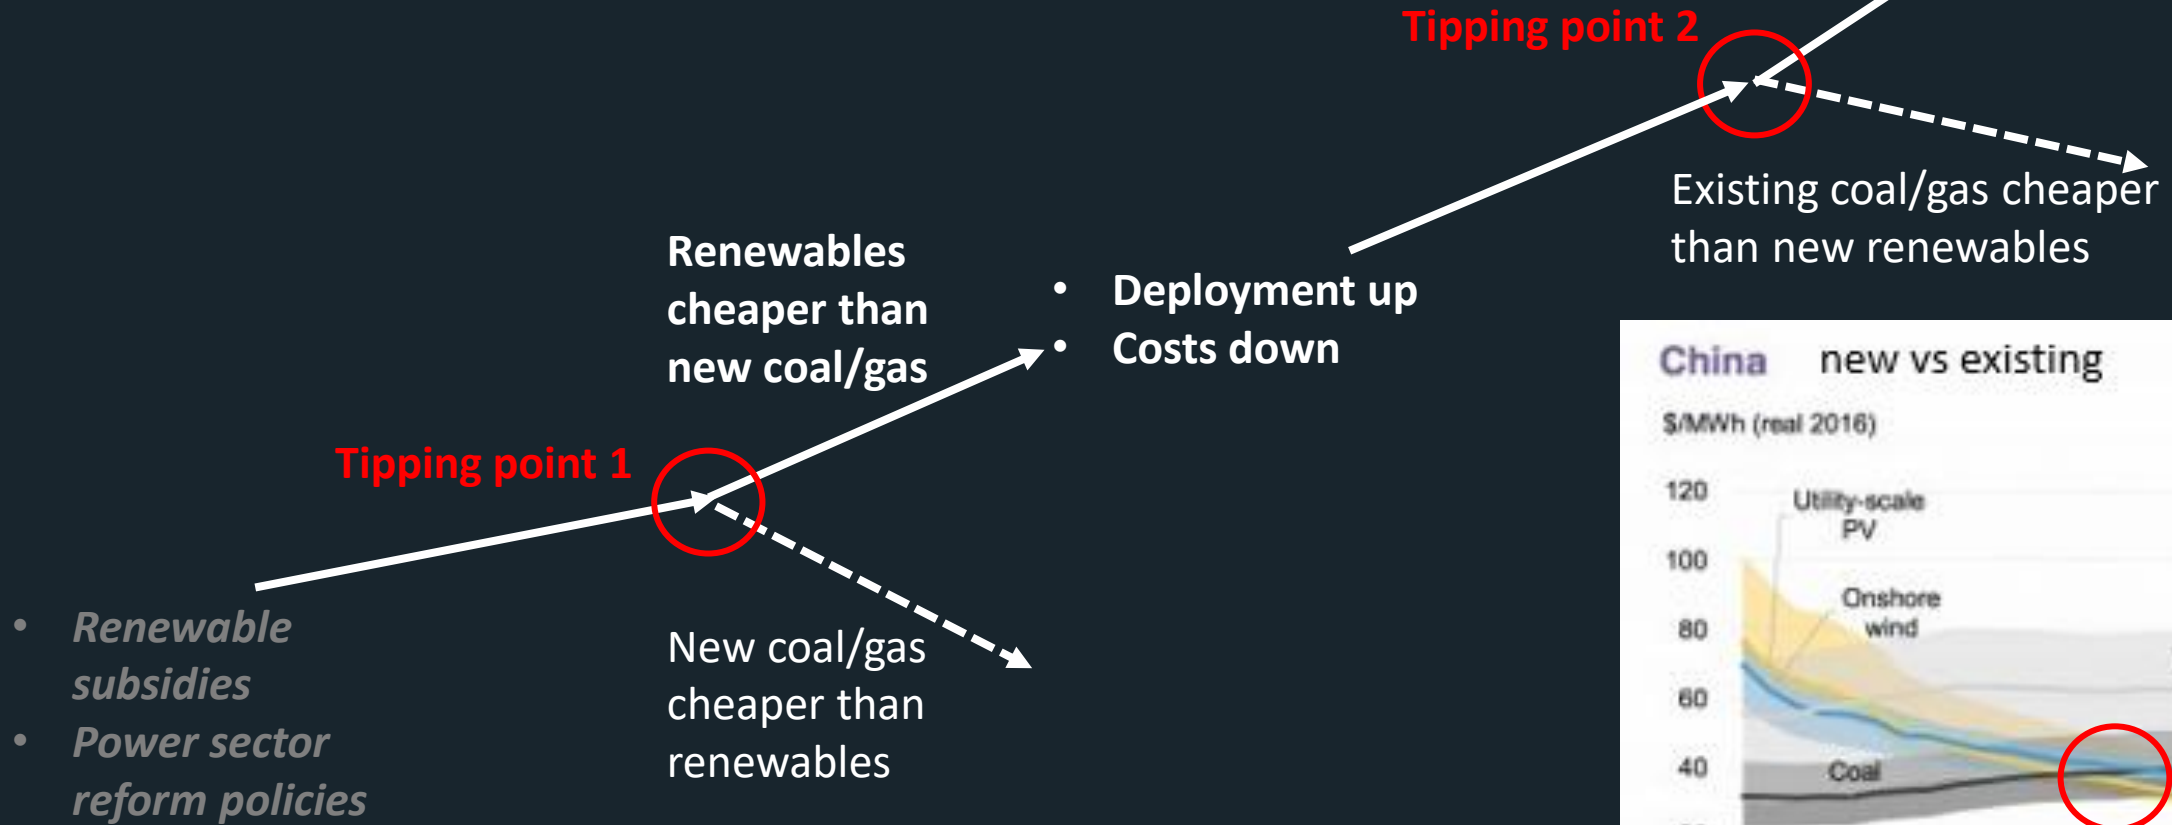 Tipping point 2
Existing coal/gas cheaper
than new renewables
Renewables
cheaper than
new coal/gas
• Deployment up
• Costs down
Tipping point 1
New coal/gas
cheaper than
renewables
• Renewable
subsidies
• Power sector
reform policies
China new vs existing
$/MWh (real 2016)
120
Utility-scale
PV
100
Onshore
wind
80
60
40
Coal